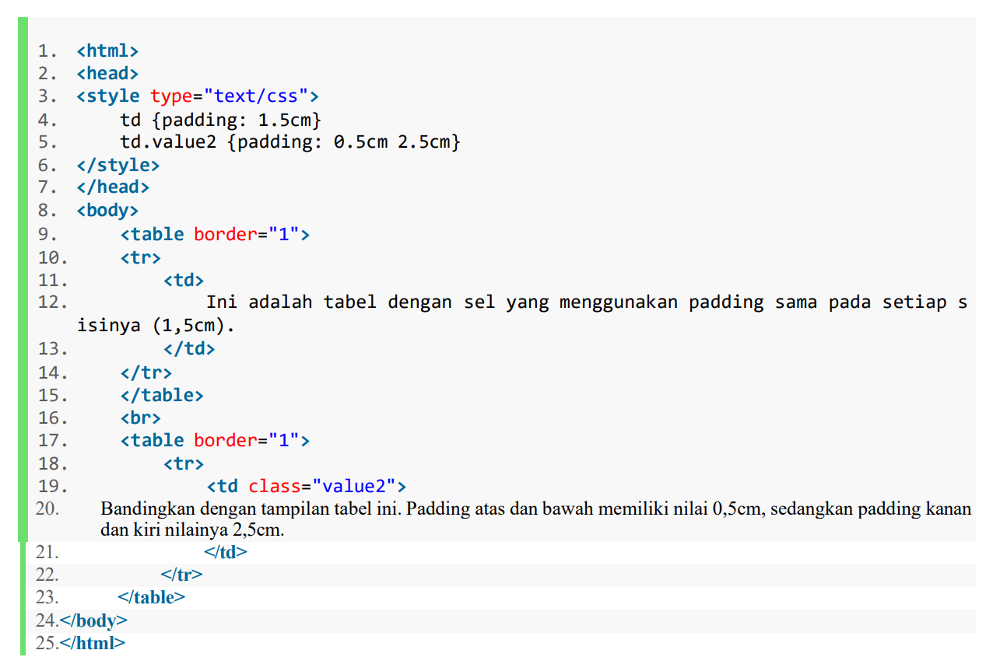 1. <html>
2. <head>
3. <style type="text/css">
4. td {padding: 1.5cm}
5. td.value2 {padding: 0.5cm 2.5cm}
6. </style>
7. </head>
8. <body>
9. <table border="1">
10. <tr>
11. <td>
12. Ini adalah tabel dengan sel yang menggunakan padding sama pada setiap s
isinya (1,5cm).
13. </td>
14. </tr>
15. </table>
16. <br>
17. <table border="1">
18. <tr>
19. <td class="value2">
20. Bandingkan dengan tampilan tabel ini. Padding atas dan bawah memiliki nilai 0,5cm, sedangkan padding kanan
dan kiri nilainya 2,5cm.
21. </td>
22. </tr>
23. </table>
24.</body>
25.</html>